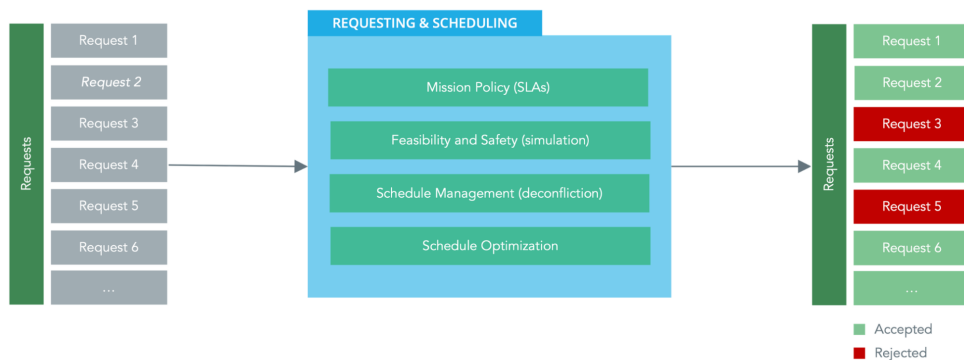 Requests
Request 1
Request 2
Request 3
Request 4
Request 5
Request 6
...
REQUESTING & SCHEDULING
Mission Policy (SLAs)
Feasibility and Safety (simulation)
Schedule Management (deconfliction)
Schedule Optimization
Requests
Request 1
Request 2
Request 3
Request 4
Request 5
Request 6
...
Accepted
Rejected